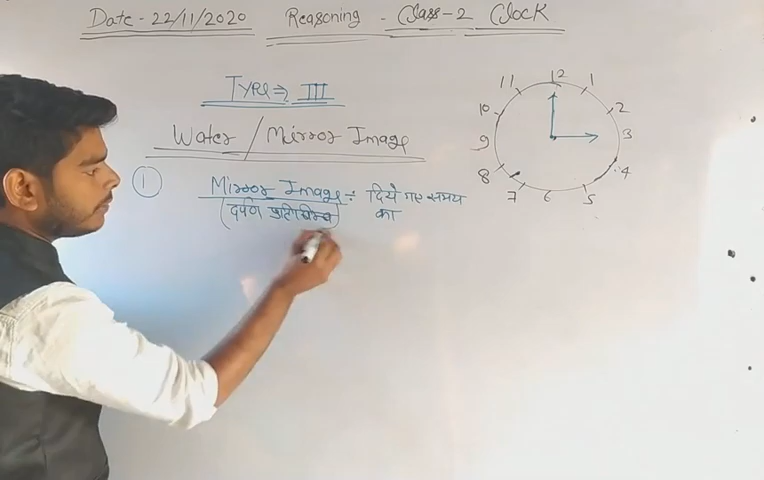 Date - 22/11/2020 Reasoning - Class-2 Clock
TYPE ⇒ III
Water / Mirror Image
1 Mirror Image : दिये गए समय
(दर्पण प्रतिबिम्ब) का
12
11 1
10 2
9 3
8 4
7 6 5